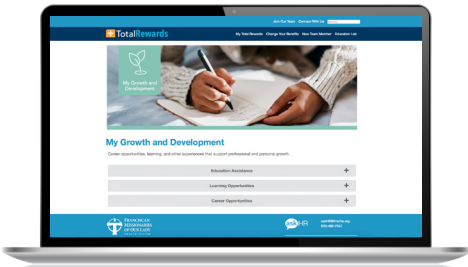 Join Our Team Connect With Us
TotalRewards
My Total Rewards Change Your Benefits New Team Member Education Lab
My Growth and
Development
My Growth and Development
Career opportunities, learning, and other experiences that support professional and personal growth.
Education Assistance +
Learning Opportunities +
Career Opportunities +
FRANCISCAN
MISSIONARIES
OF OUR LADY
HR